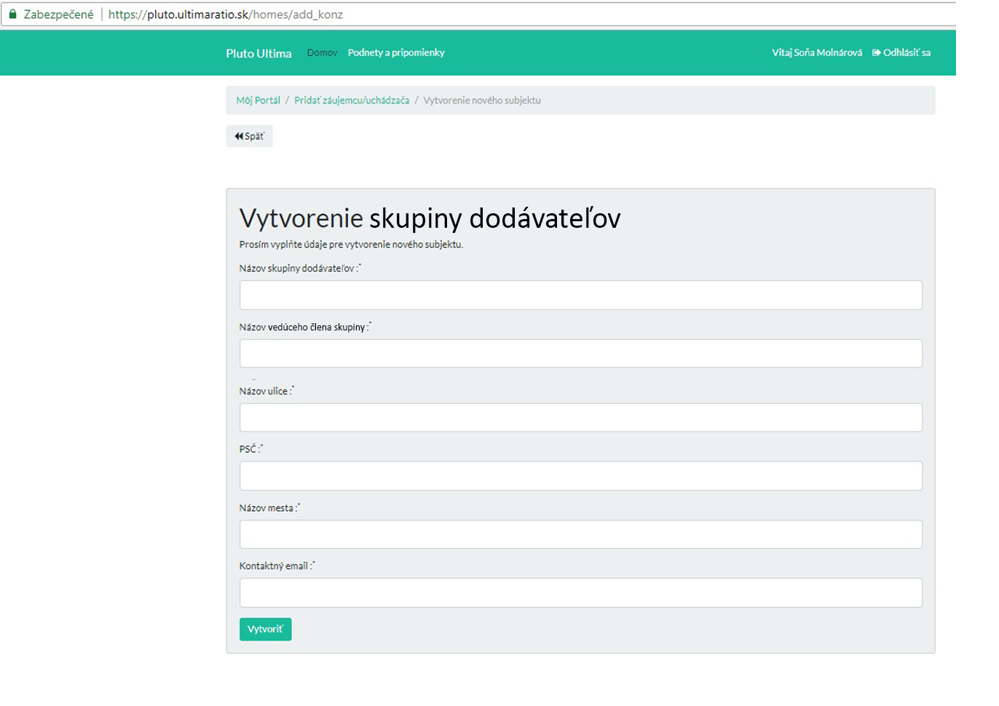 Zabezpečené | https://pluto.ultimaratio.sk/homes/add_konz
Pluto Ultima Domov Podnety a pripomienky Vitaj Soňa Molnárová Odhlásiť sa
Môj Portál / Pridať záujemcu/uchádzača / Vytvorenie nového subjektu
Späť
Vytvorenie skupiny dodávateľov
Prosím vyplňte údaje pre vytvorenie nového subjektu.
Názov skupiny dodávateľov :*
Názov vedúceho člena skupiny :*
Názov ulice :*
PSČ :*
Názov mesta :*
Kontaktný email :*
Vytvoriť